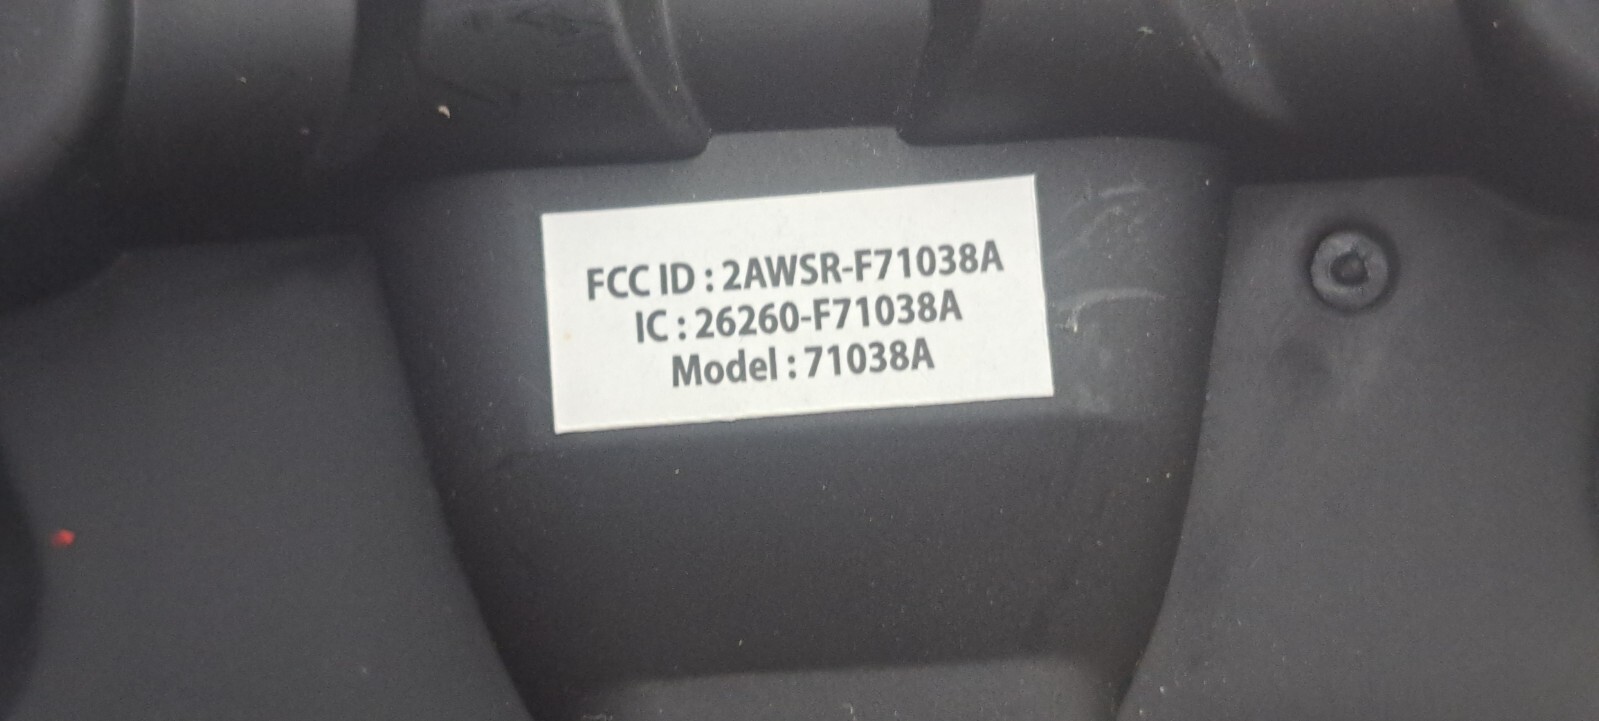 FCC ID : 2AWSR-F71038A
IC : 26260-F71038A
Model : 71038A